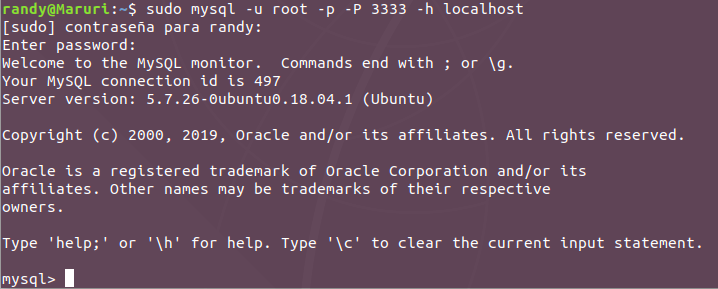 randy@Maruri:~$ sudo mysql -u root -p -P 3333 -h localhost
[sudo] contraseña para randy:
Enter password:
Welcome to the MySQL monitor.  Commands end with ; or \g.
Your MySQL connection id is 497
Server version: 5.7.26-0ubuntu0.18.04.1 (Ubuntu)

Copyright (c) 2000, 2019, Oracle and/or its affiliates. All rights reserved.

Oracle is a registered trademark of Oracle Corporation and/or its
affiliates. Other names may be trademarks of their respective
owners.

Type 'help;' or '\h' for help. Type '\c' to clear the current input statement.

mysql>